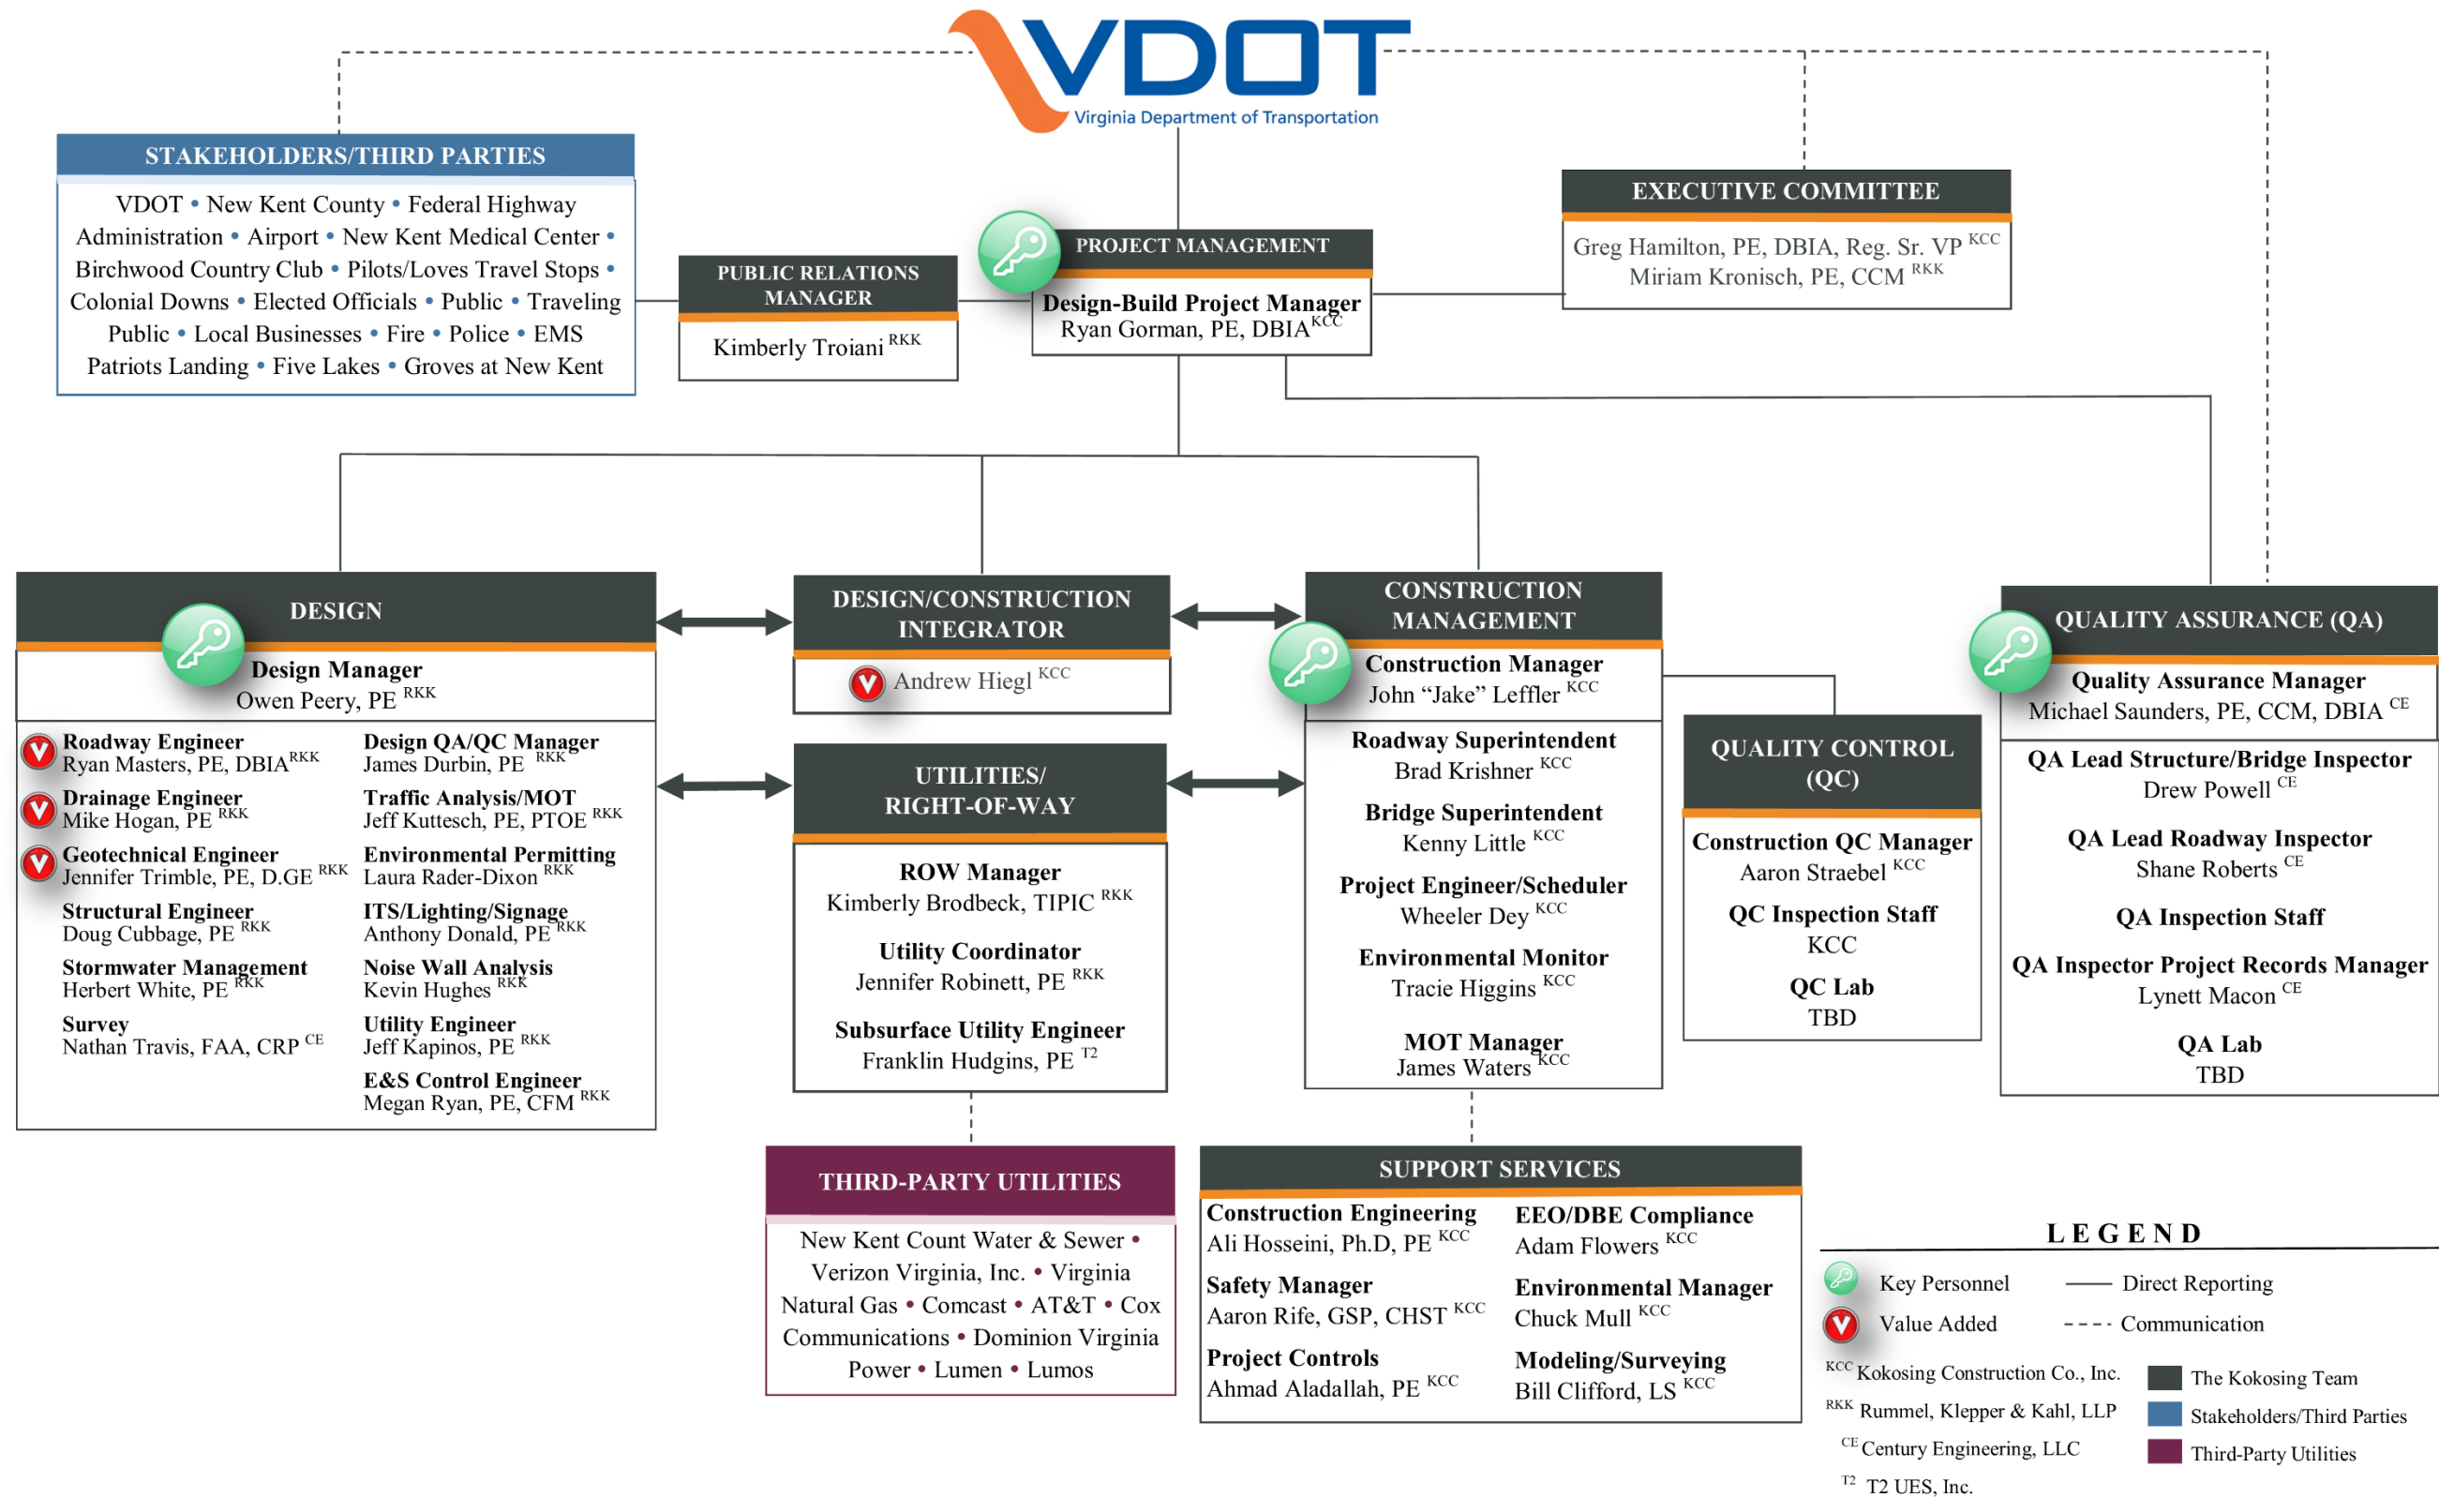 VDOT
Virginia Department of Transportation
STAKEHOLDERS/THIRD PARTIES
VDOT • New Kent County • Federal Highway
Administration • Airport • New Kent Medical Center •
Birchwood Country Club • Pilots/Loves Travel Stops •
Colonial Downs • Elected Officials • Public • Traveling
Public • Local Businesses • Fire • Police • EMS
Patriots Landing • Five Lakes • Groves at New Kent
PUBLIC RELATIONS
MANAGER
Kimberly Troiani RKK
PROJECT MANAGEMENT
Design-Build Project Manager
Ryan Gorman, PE, DBIA KCC
EXECUTIVE COMMITTEE
Greg Hamilton, PE, DBIA, Reg. Sr. VP KCC
Miriam Kronisch, PE, CCM RKK
DESIGN
Design Manager
Owen Peery, PE RKK
V Roadway Engineer
Ryan Masters, PE, DBIA RKK
V Drainage Engineer
Mike Hogan, PE RKK
V Geotechnical Engineer
Jennifer Trimble, PE, D.GE RKK
Structural Engineer
Doug Cubbage, PE RKK
Stormwater Management
Herbert White, PE RKK
Survey
Nathan Travis, FAA, CRP CE
Design QA/QC Manager
James Durbin, PE RKK
Traffic Analysis/MOT
Jeff Kuttesch, PE, PTOE RKK
Environmental Permitting
Laura Rader-Dixon RKK
ITS/Lighting/Signage
Anthony Donald, PE RKK
Noise Wall Analysis
Kevin Hughes RKK
Utility Engineer
Jeff Kapinos, PE RKK
E&S Control Engineer
Megan Ryan, PE, CFM RKK
DESIGN/CONSTRUCTION
INTEGRATOR
V Andrew Hiegl KCC
UTILITIES/
RIGHT-OF-WAY
ROW Manager
Kimberly Brodbeck, TIPIC RKK
Utility Coordinator
Jennifer Robinett, PE RKK
Subsurface Utility Engineer
Franklin Hudgins, PE T2
CONSTRUCTION
MANAGEMENT
Construction Manager
John “Jake” Leffler KCC
Roadway Superintendent
Brad Krishner KCC
Bridge Superintendent
Kenny Little KCC
Project Engineer/Scheduler
Wheeler Dey KCC
Environmental Monitor
Tracie Higgins KCC
MOT Manager
James Waters KCC
QUALITY CONTROL
(QC)
Construction QC Manager
Aaron Straebel KCC
QC Inspection Staff
KCC
QC Lab
TBD
QUALITY ASSURANCE (QA)
Quality Assurance Manager
Michael Saunders, PE, CCM, DBIA CE
QA Lead Structure/Bridge Inspector
Drew Powell CE
QA Lead Roadway Inspector
Shane Roberts CE
QA Inspection Staff
QA Inspector Project Records Manager
Lynett Macon CE
QA Lab
TBD
THIRD-PARTY UTILITIES
New Kent Count Water & Sewer •
Verizon Virginia, Inc. • Virginia
Natural Gas • Comcast • AT&T • Cox
Communications • Dominion Virginia
Power • Lumen • Lumos
SUPPORT SERVICES
Construction Engineering
Ali Hosseini, Ph.D, PE KCC
Safety Manager
Aaron Rife, GSP, CHST KCC
Project Controls
Ahmad Aladallah, PE KCC
EEO/DBE Compliance
Adam Flowers KCC
Environmental Manager
Chuck Mull KCC
Modeling/Surveying
Bill Clifford, LS KCC
LEGEND
Key Personnel
V Value Added
KCC Kokosing Construction Co., Inc.
RKK Rummel, Klepper & Kahl, LLP
CE Century Engineering, LLC
T2 T2 UES, Inc.
Direct Reporting
Communication
The Kokosing Team
Stakeholders/Third Parties
Third-Party Utilities